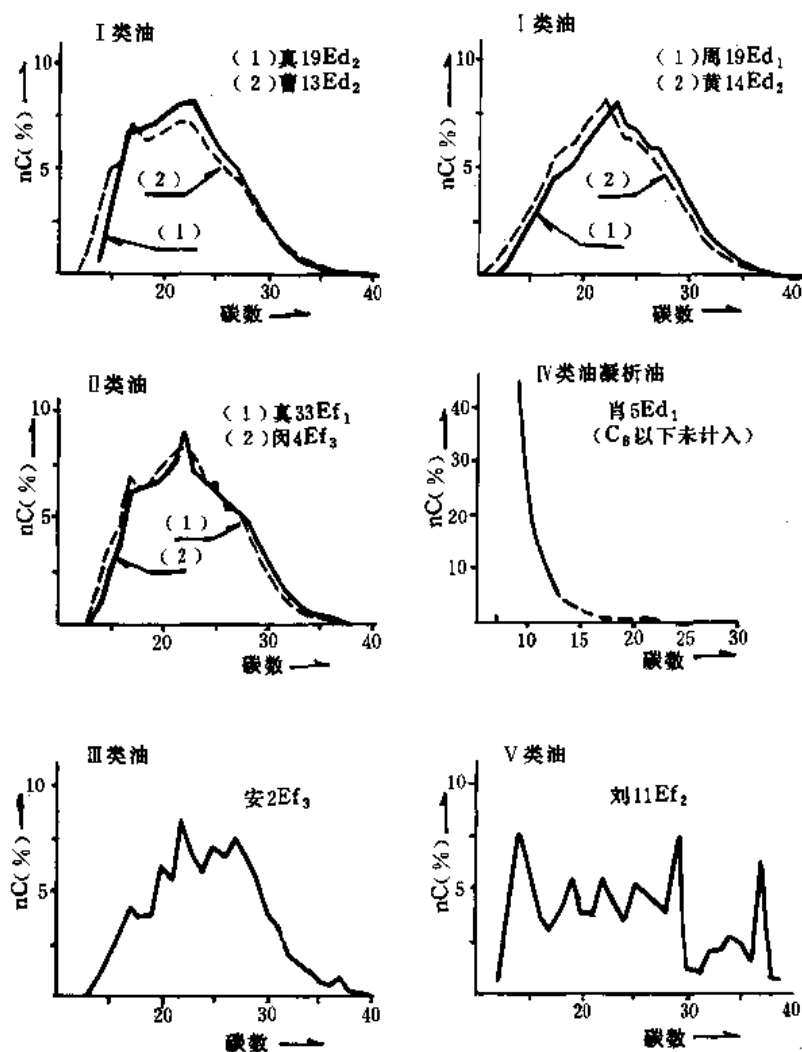 I类油
(1)真19Ed₂
(2)曹13Ed₂
nC(%)
10
5
(2)
(1)
20
30
40
碳数
I类油
(1)周19Ed₁
(2)黄14Ed₂
nC(%)
10
5
(2)
(1)
20
30
40
碳数
II类油
(1)真33Ef₁
(2)闵4Ef₃
nC(%)
10
5
(1)
(2)
20
30
40
碳数
IV类油凝析油
肖5Ed₁
(C₈以下未计入)
nC(%)
40
30
20
10
10
15
20
25
30
碳数
III类油
安2Ef₃
nC(%)
10
5
20
30
40
碳数
V类油
刘11Ef₂
nC(%)
10
5
20
30
40
碳数